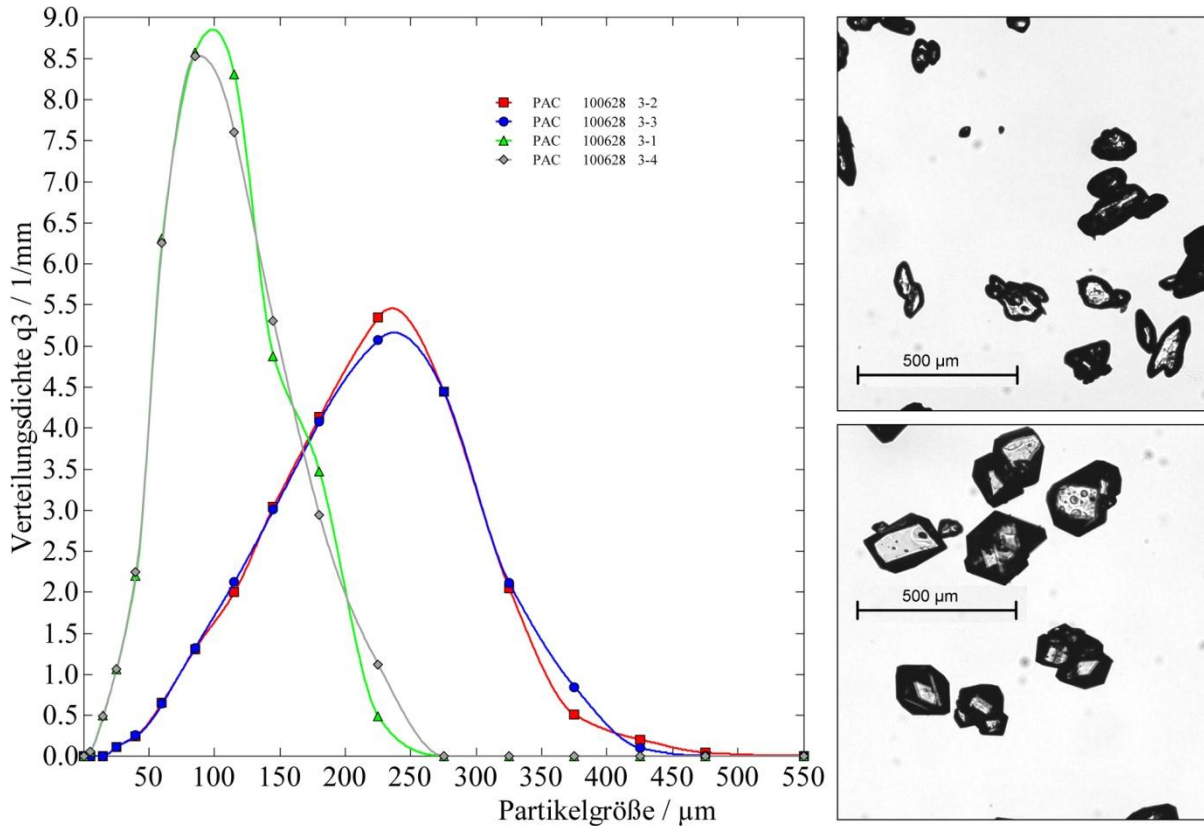 9.0
8.5
8.0
7.5
7.0
6.5
6.0
5.5
5.0
4.5
4.0
3.5
3.0
2.5
2.0
1.5
1.0
0.5
0.0
Verteilungsdichte q3 / 1/mm
PAC 100628 3-2
PAC 100628 3-3
PAC 100628 3-1
PAC 100628 3-4
50 100 150 200 250 300 350 400 450 500 550
Partikelgröße / µm
500 µm
500 µm